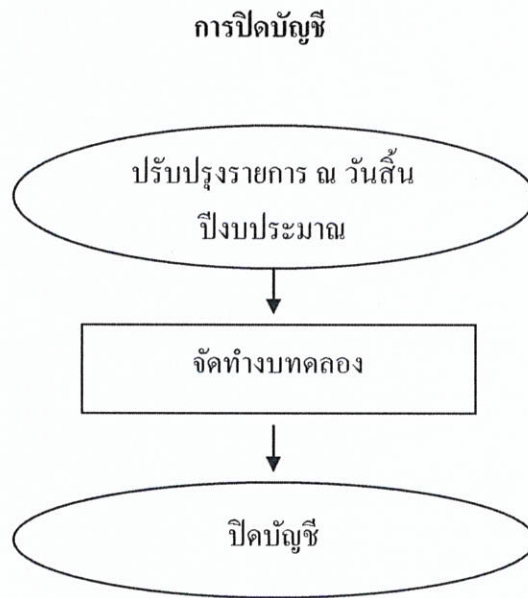 การปิดบัญชี
ปรับปรุงรายการ ณ วันสิ้น
ปีงบประมาณ
จัดทำงบทดลอง
ปิดบัญชี